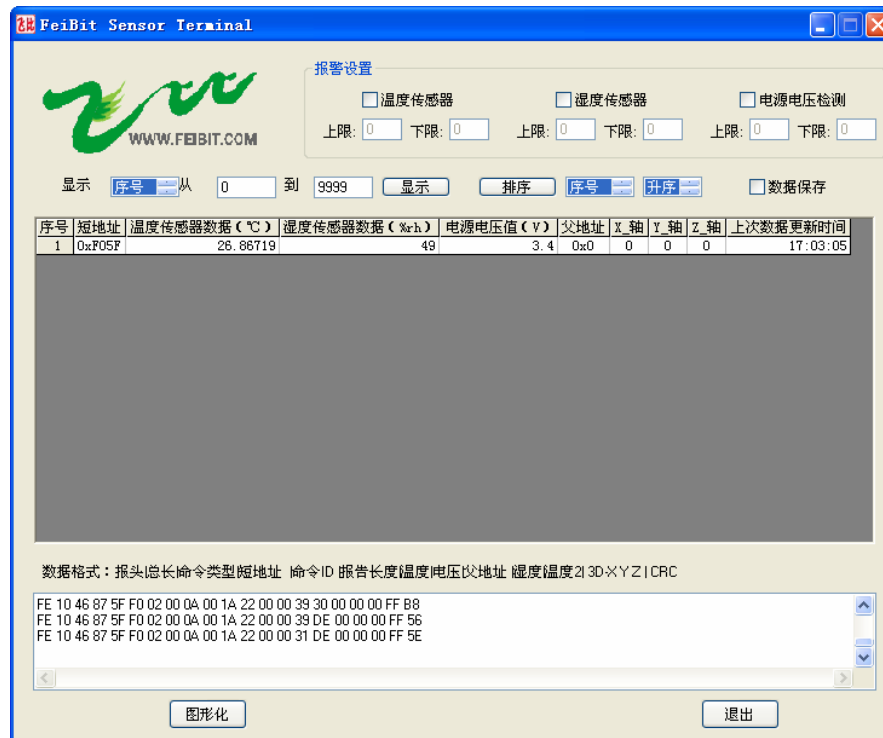 飞比 FeiBit Sensor Terminal
WWW.FEIBIT.COM
报警设置
温度传感器 湿度传感器 电源电压检测
上限: 0 下限: 0 上限: 0 下限: 0 上限: 0 下限: 0
显示 序号 从 0 到 9999 显示 排序 序号 升序 数据保存
序号 短地址 温度传感器数据(℃) 湿度传感器数据(%rh) 电源电压值(V) 父地址 X_轴 Y_轴 Z_轴 上次数据更新时间
1 0xF05F 26.86719 49 3.4 0x0 0 0 0 17:03:05
数据格式：报头|总长|命令类型|短地址 |命令ID |报告长度|温度|电压|父地址 |湿度|温度2| 3D-X Y Z | CRC
FE 10 46 87 5F F0 02 00 0A 00 1A 22 00 00 39 30 00 00 00 FF B8
FE 10 46 87 5F F0 02 00 0A 00 1A 22 00 00 39 DE 00 00 00 FF 56
FE 10 46 87 5F F0 02 00 0A 00 1A 22 00 00 31 DE 00 00 00 FF 5E
图形化 退出